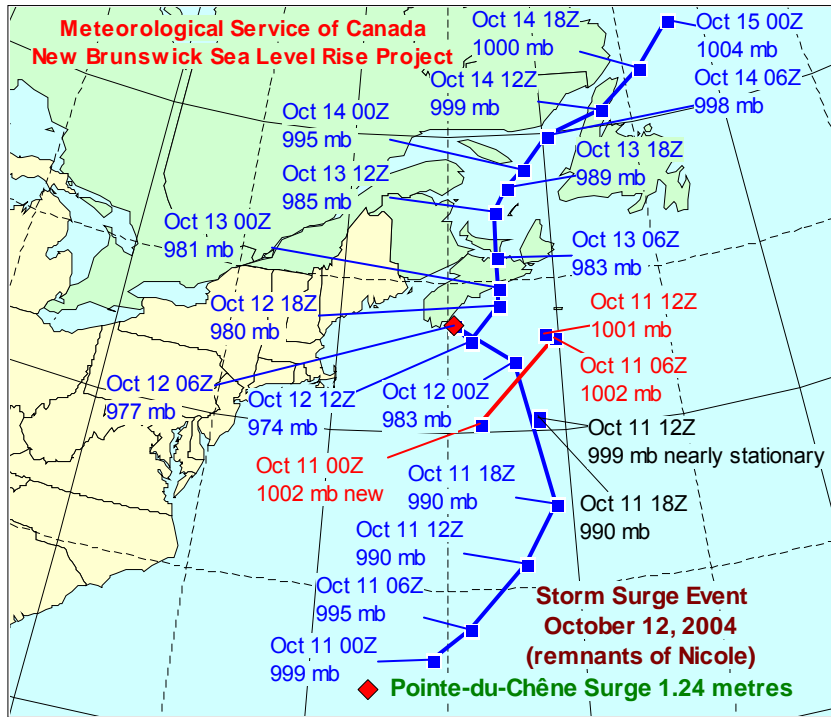 Meteorological Service of Canada
New Brunswick Sea Level Rise Project
Oct 14 18Z
1000 mb
Oct 15 00Z
1004 mb
Oct 14 12Z
999 mb
Oct 14 06Z
998 mb
Oct 14 00Z
995 mb
Oct 13 18Z
989 mb
Oct 13 12Z
985 mb
Oct 13 00Z
981 mb
Oct 13 06Z
983 mb
Oct 12 18Z
980 mb
Oct 11 12Z
1001 mb
Oct 11 06Z
1002 mb
Oct 12 06Z
977 mb
Oct 12 12Z
974 mb
Oct 12 00Z
983 mb
Oct 11 12Z
999 mb nearly stationary
Oct 11 00Z
1002 mb new
Oct 11 18Z
990 mb
Oct 11 18Z
990 mb
Oct 11 12Z
990 mb
Oct 11 06Z
995 mb
Oct 11 00Z
999 mb
Storm Surge Event
October 12, 2004
(remnants of Nicole)
Pointe-du-Chêne Surge 1.24 metres